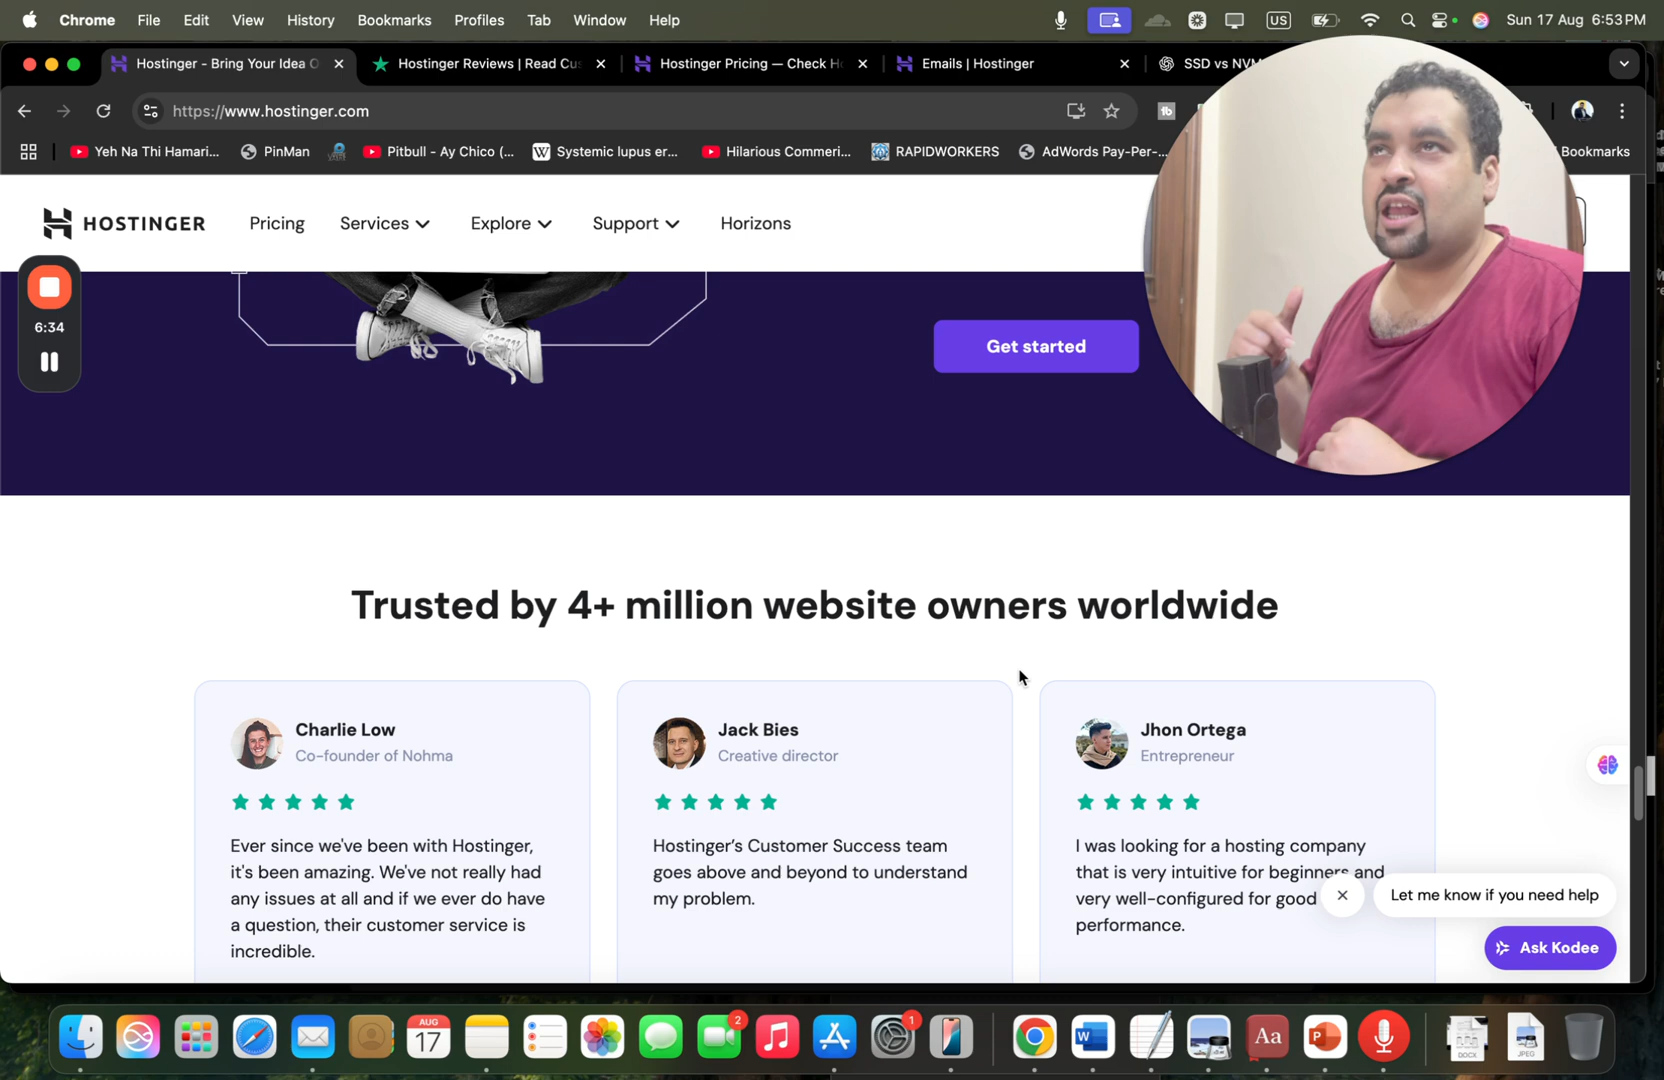 Chrome File Edit View History Bookmarks Profiles Tab Window Help US Sun 17 Aug 6:53PM
Hostinger - Bring Your Idea O Hostinger Reviews | Read Cus Hostinger Pricing — Check H Emails | Hostinger SSD vs NVM
https://www.hostinger.com
Yeh Na Thi Hamari... PinMan Pitbull - Ay Chico (... Systemic lupus er... Hilarious Commeri... RAPIDWORKERS AdWords Pay-Per-... Bookmarks
HOSTINGER Pricing Services Explore Support Horizons
6:34
Get started
Trusted by 4+ million website owners worldwide
Charlie Low
Co-founder of Nohma
Ever since we've been with Hostinger,
it's been amazing. We've not really had
any issues at all and if we ever do have
a question, their customer service is
incredible.
Jack Bies
Creative director
Hostinger's Customer Success team
goes above and beyond to understand
my problem.
Jhon Ortega
Entrepreneur
I was looking for a hosting company
that is very intuitive for beginners and
very well-configured for good
performance.
Let me know if you need help
Ask Kodee
AUG
17
2
1
W
Aa
P
DOCX
JPEG